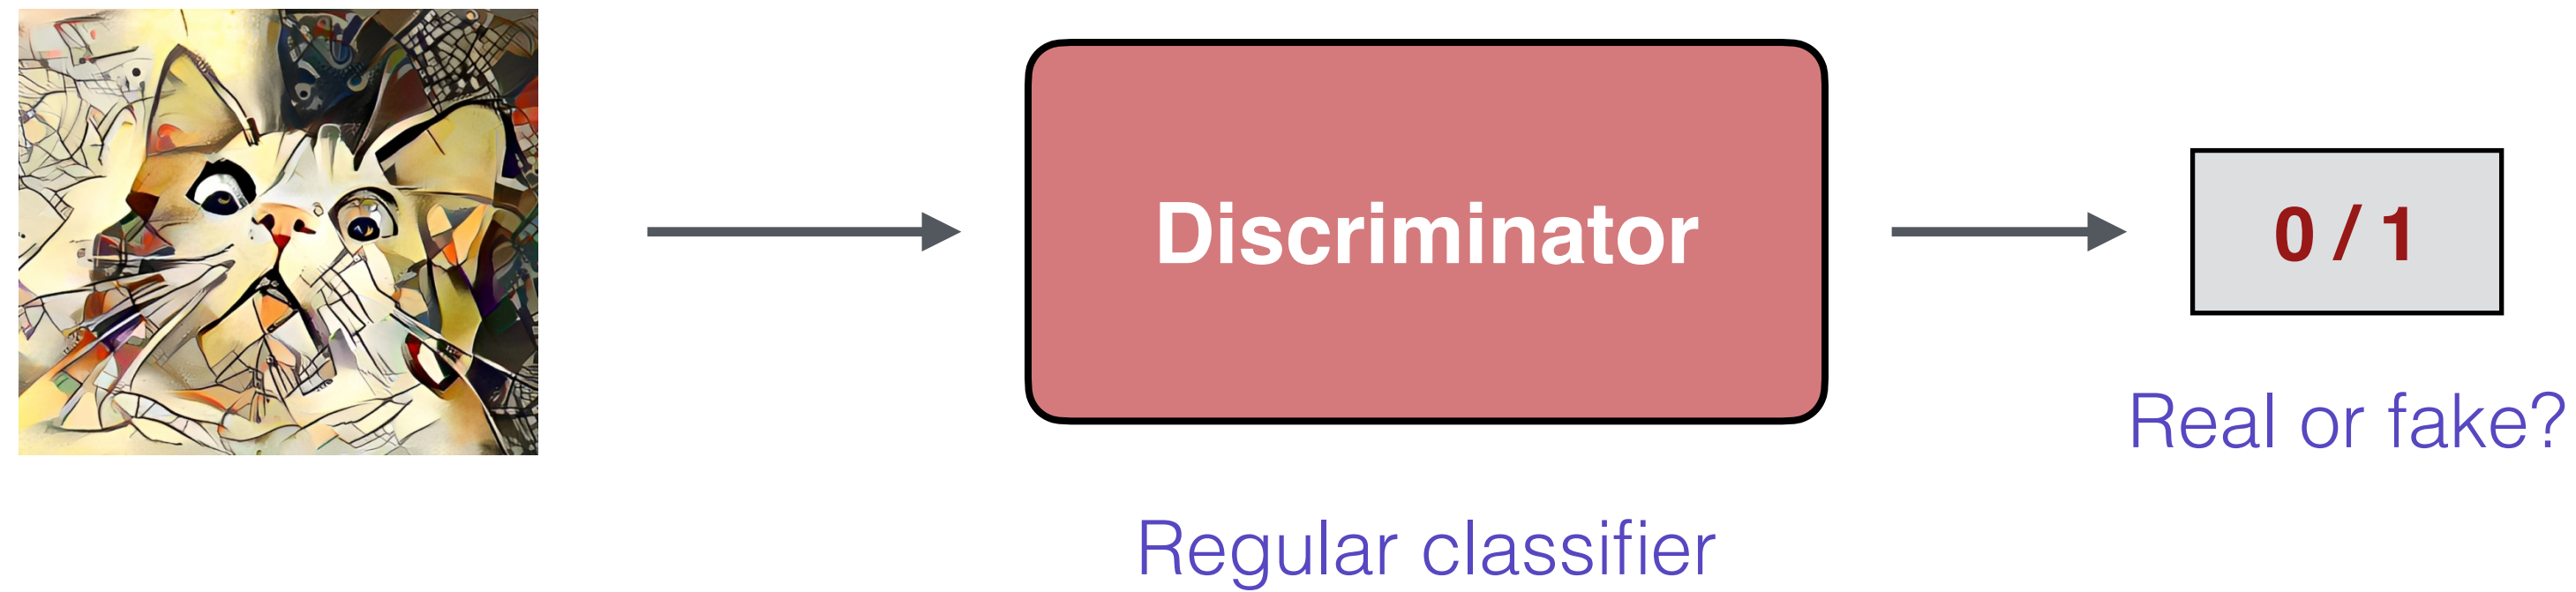 Discriminator
0 / 1
Real or fake?
Regular classifier